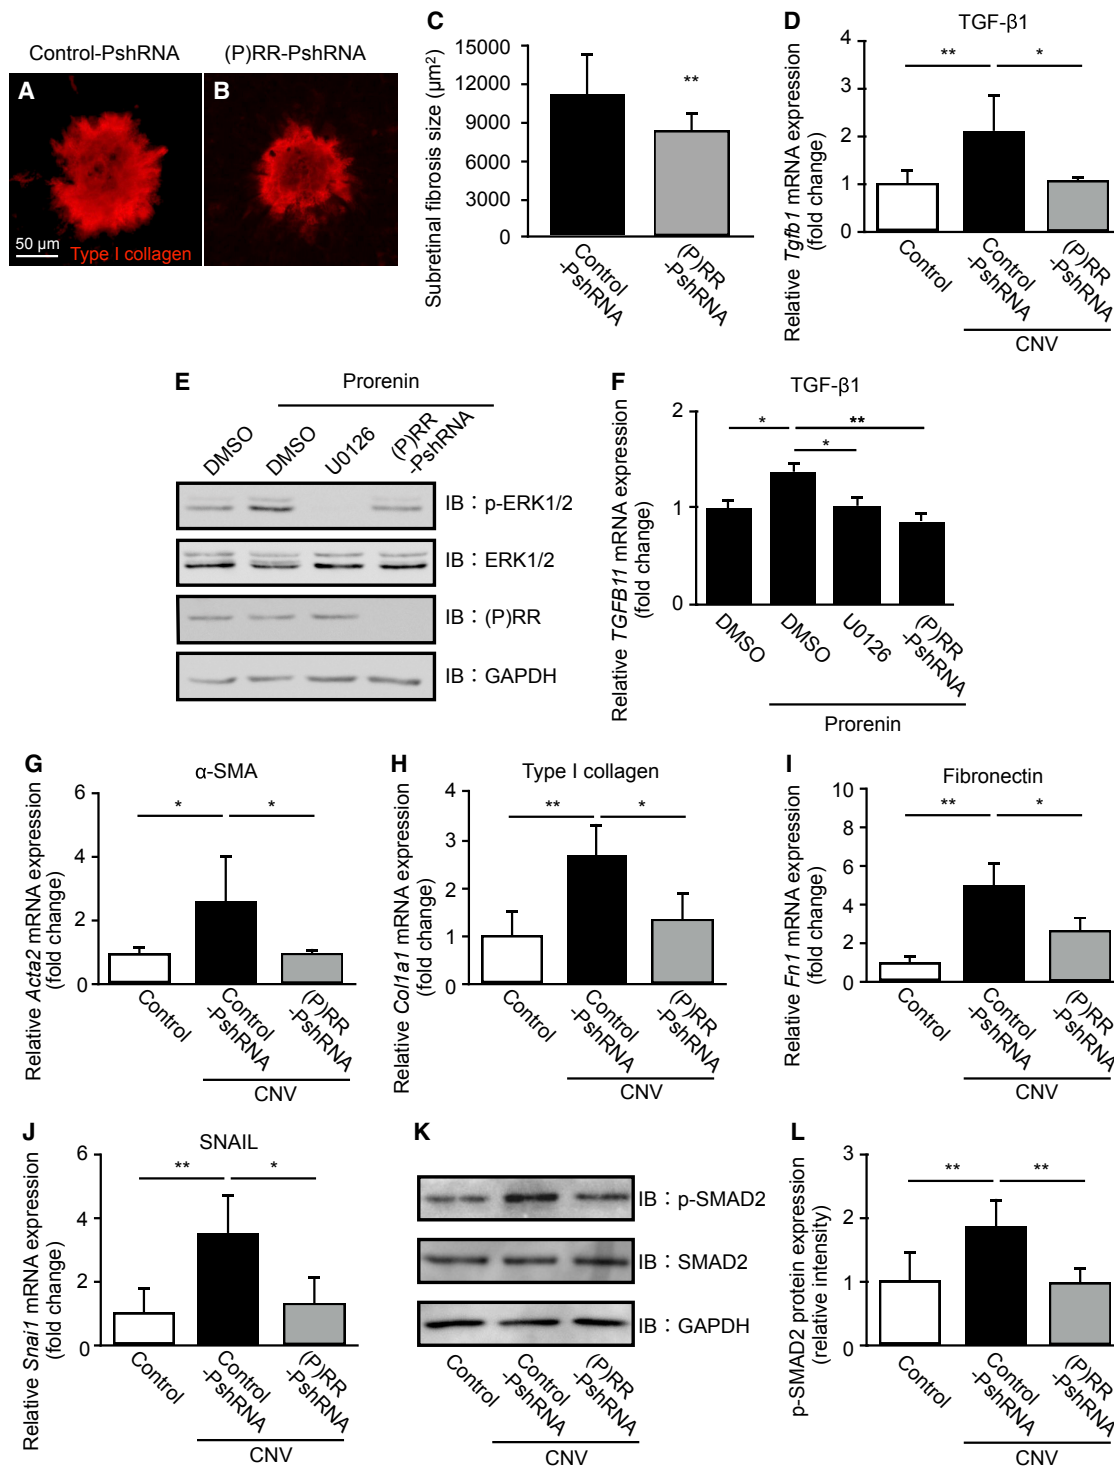 Control-PshRNA
(P)RR-PshRNA
A
B
50 μm
Type I collagen
C
Subretinal fibrosis size (μm²)
15000
12000
9000
6000
3000
0
**
Control
-PshRNA
(P)RR
-PshRNA
D
TGF-β1
Relative Tgfb1 mRNA expression
(fold change)
4
3
2
1
0
**
*
Control
Control
-PshRNA
(P)RR
-PshRNA
CNV
E
Prorenin
DMSO
DMSO
U0126
(P)RR
-PshRNA
IB : p-ERK1/2
IB : ERK1/2
IB : (P)RR
IB : GAPDH
F
TGF-β1
Relative TGFB11 mRNA expression
(fold change)
2
1
0
*
**
*
DMSO
DMSO
U0126
(P)RR
-PshRNA
Prorenin
G
α-SMA
Relative Acta2 mRNA expression
(fold change)
6
4
2
0
*
*
Control
Control
-PshRNA
(P)RR
-PshRNA
CNV
H
Type I collagen
Relative Col1a1 mRNA expression
(fold change)
4
3
2
1
0
**
*
Control
Control
-PshRNA
(P)RR
-PshRNA
CNV
I
Fibronectin
Relative Fn1 mRNA expression
(fold change)
10
8
6
4
2
0
**
*
Control
Control
-PshRNA
(P)RR
-PshRNA
CNV
J
SNAIL
Relative Snai1 mRNA expression
(fold change)
6
4
2
0
**
*
Control
Control
-PshRNA
(P)RR
-PshRNA
CNV
K
IB : p-SMAD2
IB : SMAD2
IB : GAPDH
Control
Control
-PshRNA
(P)RR
-PshRNA
CNV
L
p-SMAD2 protein expression
(relative intensity)
3
2
1
0
**
**
Control
Control
-PshRNA
(P)RR
-PshRNA
CNV